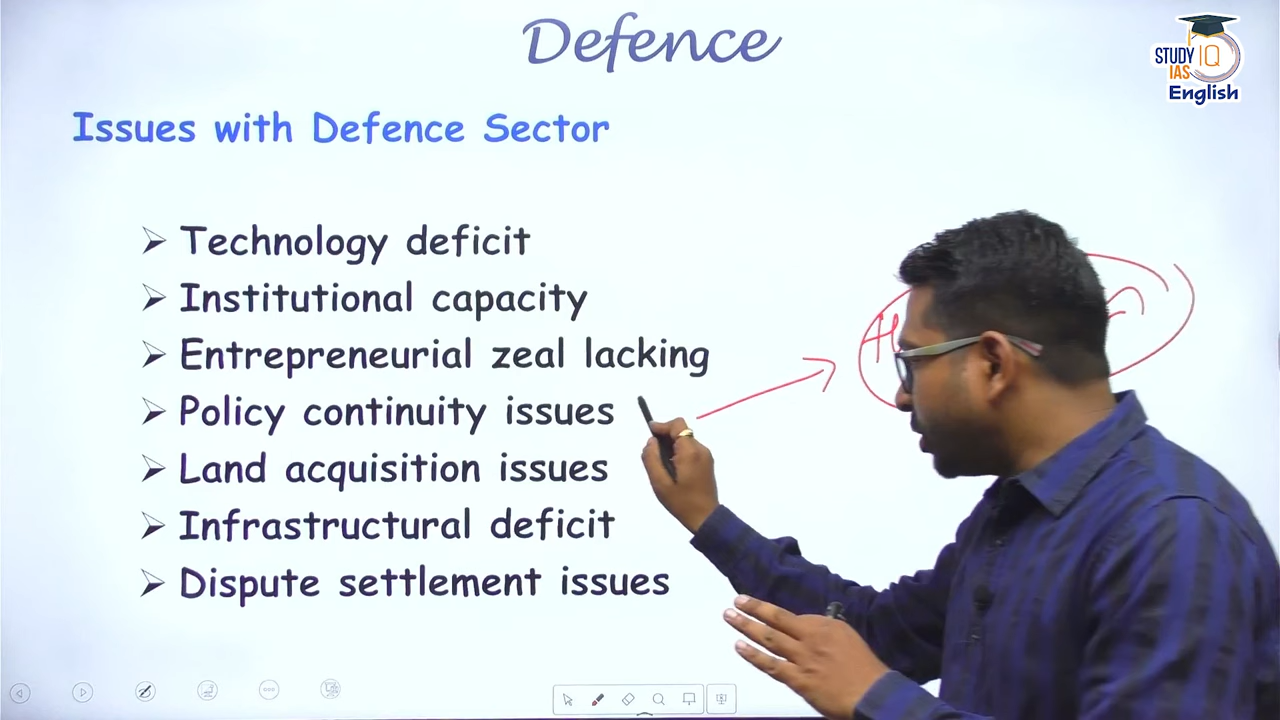 Defence
STUDY IQ
IAS
English
Issues with Defence Sector
Technology deficit
Institutional capacity
Entrepreneurial zeal lacking
Policy continuity issues
Land acquisition issues
Infrastructural deficit
Dispute settlement issues